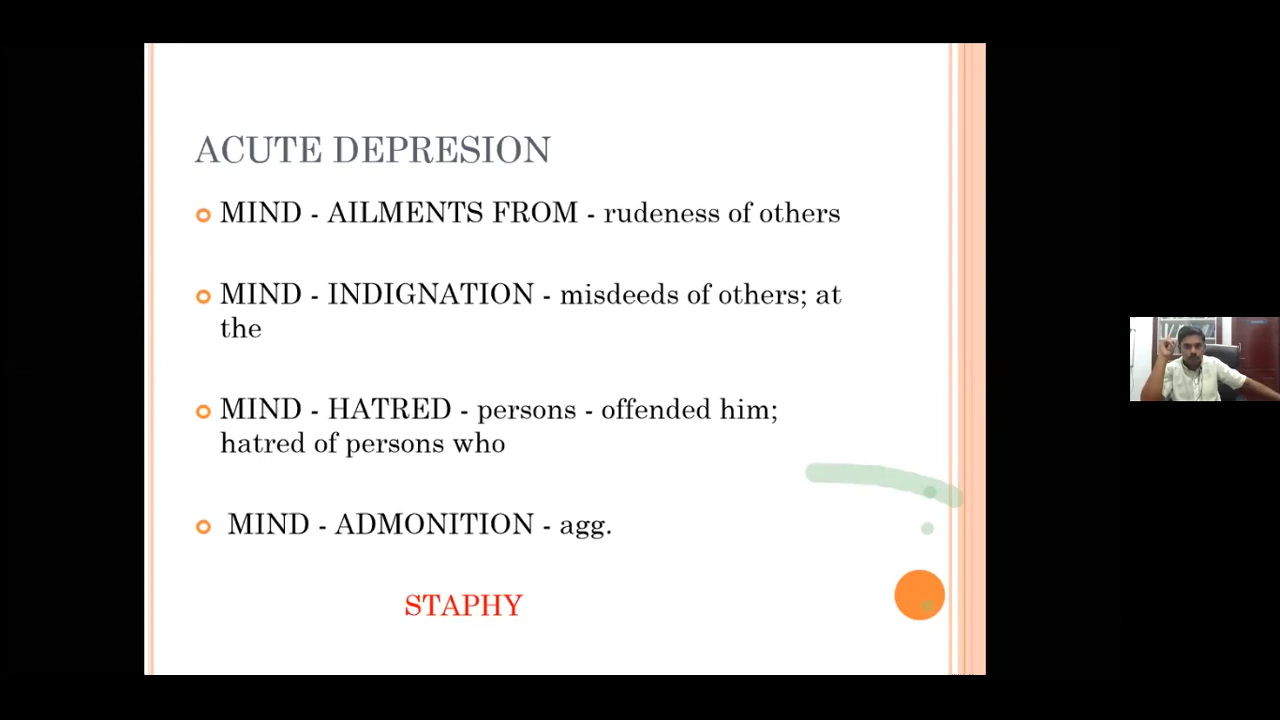 ACUTE DEPRESION
MIND - AILMENTS FROM - rudeness of others
MIND - INDIGNATION - misdeeds of others; at
the
MIND - HATRED - persons - offended him;
hatred of persons who
MIND - ADMONITION - agg.
STAPHY